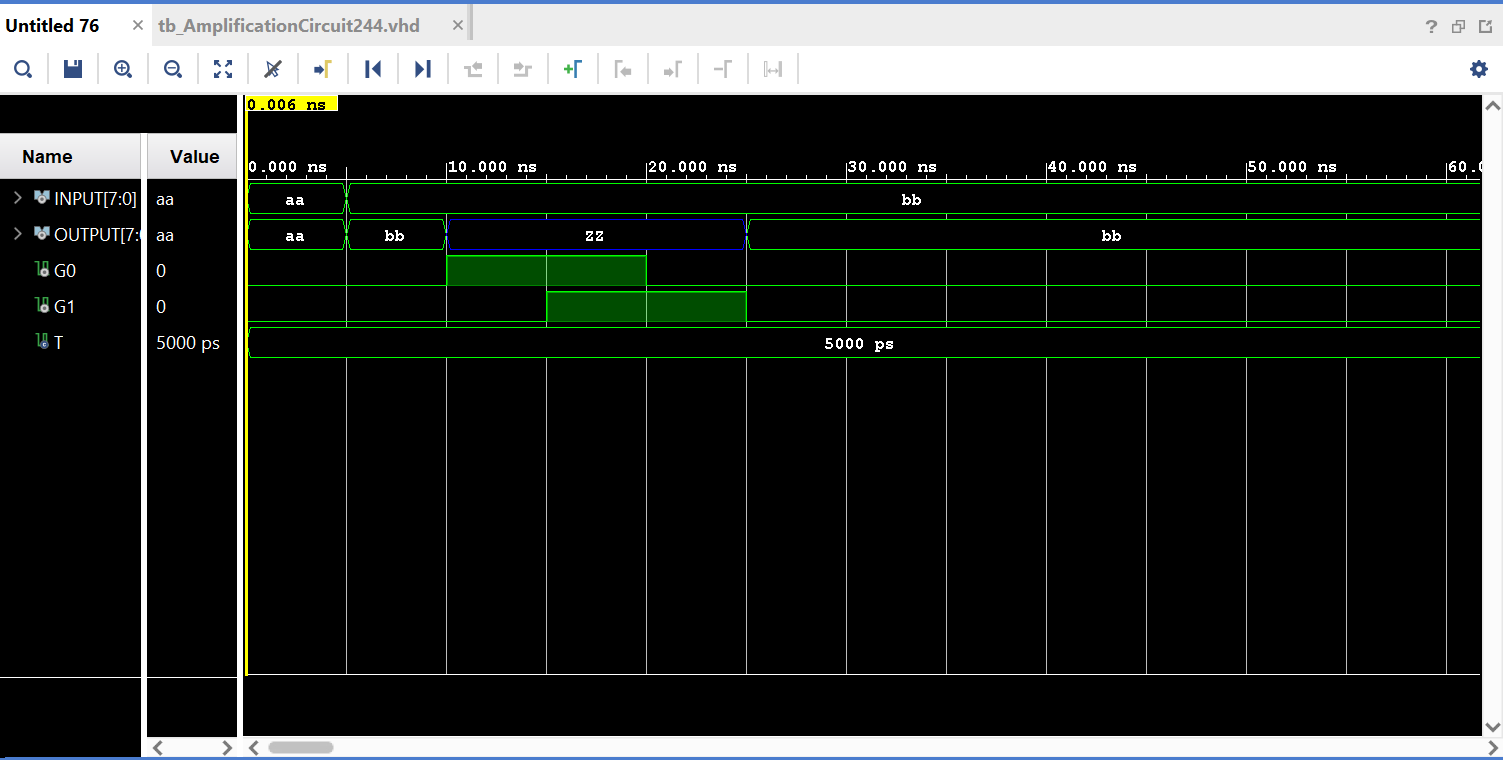 Untitled 76 tb_AmplificationCircuit244.vhd
0.006 ns
Name Value
0.000 ns 10.000 ns 20.000 ns 30.000 ns 40.000 ns 50.000 ns 60.0
INPUT[7:0] aa aa bb
OUTPUT[7:0 aa aa bb ZZ bb
G0 0
G1 0
T 5000 ps 5000 ps